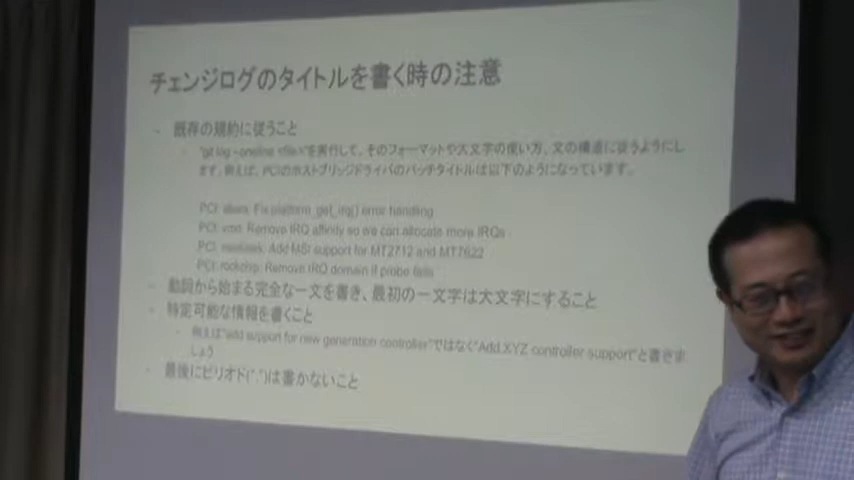 チェンジログのタイトルを書く時の注意
既存の規約に従うこと
"git log --oneline <file>"を実行して、そのフォーマットや大文字の使い方、文の構造に従うようにし
ます。例えば、PCIのホストブリッジドライバのパッチタイトルは以下のようになっています。
PCI: altera: Fix platform_get_irq() error handling
PCI: vmd: Remove IRQ affinity so we can allocate more IRQs
PCI: mediatek: Add MSI support for MT2712 and MT7622
PCI: rockchip: Remove IRQ domain if probe fails
動詞から始まる完全な一文を書き、最初の一文字は大文字にすること
特定可能な情報を書くこと
例えば"add support for new generation controller"ではなく"Add XYZ controller support"と書きま
しょう
最後にピリオド(".")は書かないこと